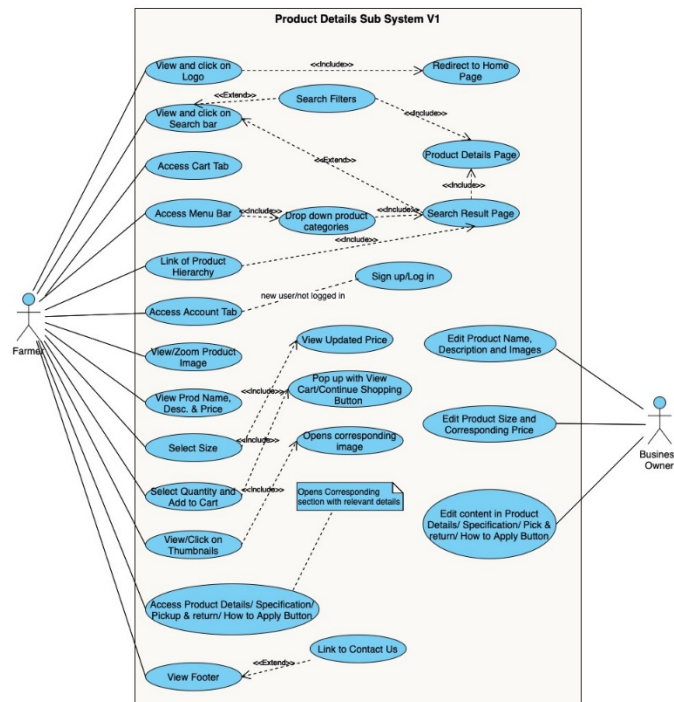 Product Details Sub System V1
View and click on
Logo
<<Include>>
Redirect to Home
Page
<<Extend>>
Search Filters
View and click on
Search bar
<<Include>>
Product Details Page
<<Extend>>
Access Cart Tab
<<Include>>
Access Menu Bar
<<Include>>
Drop down product
categories
<<Include>>
Search Result Page
<<Include>>
Link of Product
Hierarchy
Sign up/Log in
new user/not logged in
Access Account Tab
Farmer
View/Zoom Product
Image
View Updated Price
Edit Product Name,
Description and Images
Pop up with View
Cart/Continue Shopping
Button
<<Include>>
View Prod Name,
Desc. & Price
Edit Product Size and
Corresponding Price
Business
Owner
Select Size
<<Include>>
Opens corresponding
image
Select Quantity and
Add to Cart
<<Include>>
Opens Corresponding
section with relevant details
Edit content in Product
Details/ Specification/ Pick &
return/ How to Apply Button
View/Click on
Thumbnails
Access Product Details/ Specification/
Pickup & return/ How to Apply Button
Link to Contact Us
<<Extend>>
View Footer